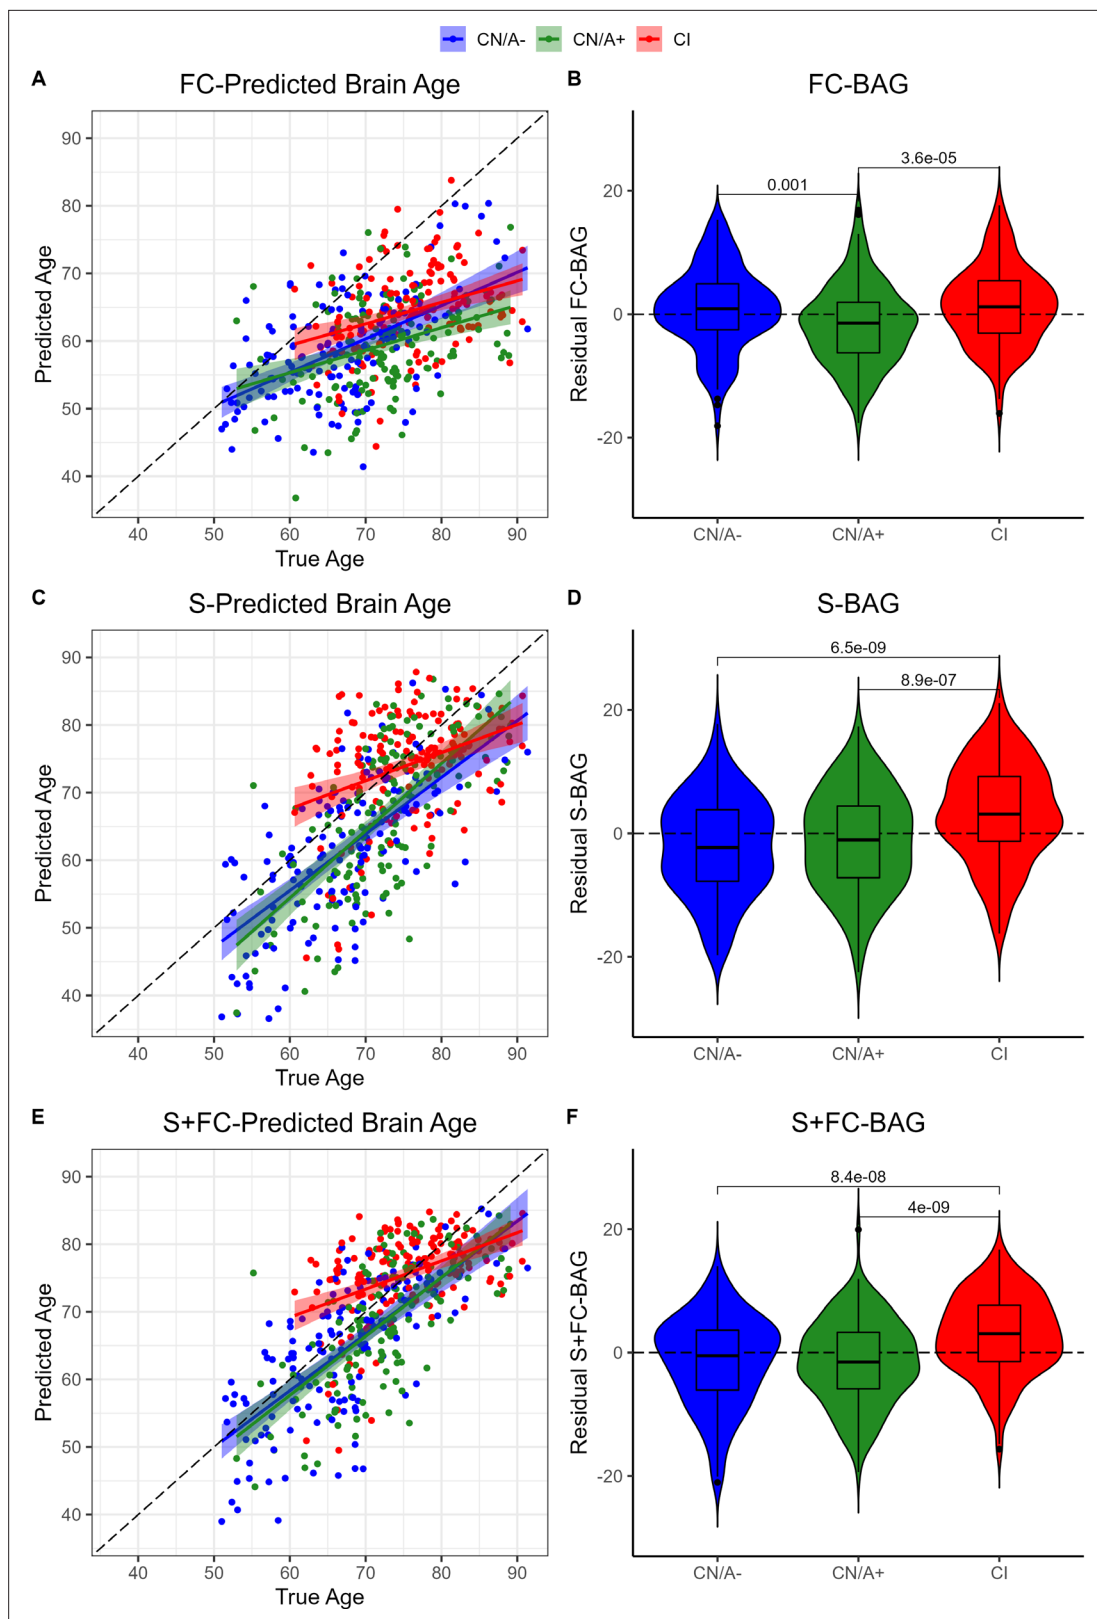 CN/A- CN/A+ CI
A FC-Predicted Brain Age
Predicted Age
90
80
70
60
50
40
40 50 60 70 80 90
True Age
B FC-BAG
Residual FC-BAG
20
0
-20
0.001
3.6e-05
CN/A- CN/A+ CI
C S-Predicted Brain Age
Predicted Age
90
80
70
60
50
40
40 50 60 70 80 90
True Age
D S-BAG
Residual S-BAG
20
0
-20
6.5e-09
8.9e-07
CN/A- CN/A+ CI
E S+FC-Predicted Brain Age
Predicted Age
90
80
70
60
50
40
40 50 60 70 80 90
True Age
F S+FC-BAG
Residual S+FC-BAG
20
0
-20
8.4e-08
4e-09
CN/A- CN/A+ CI